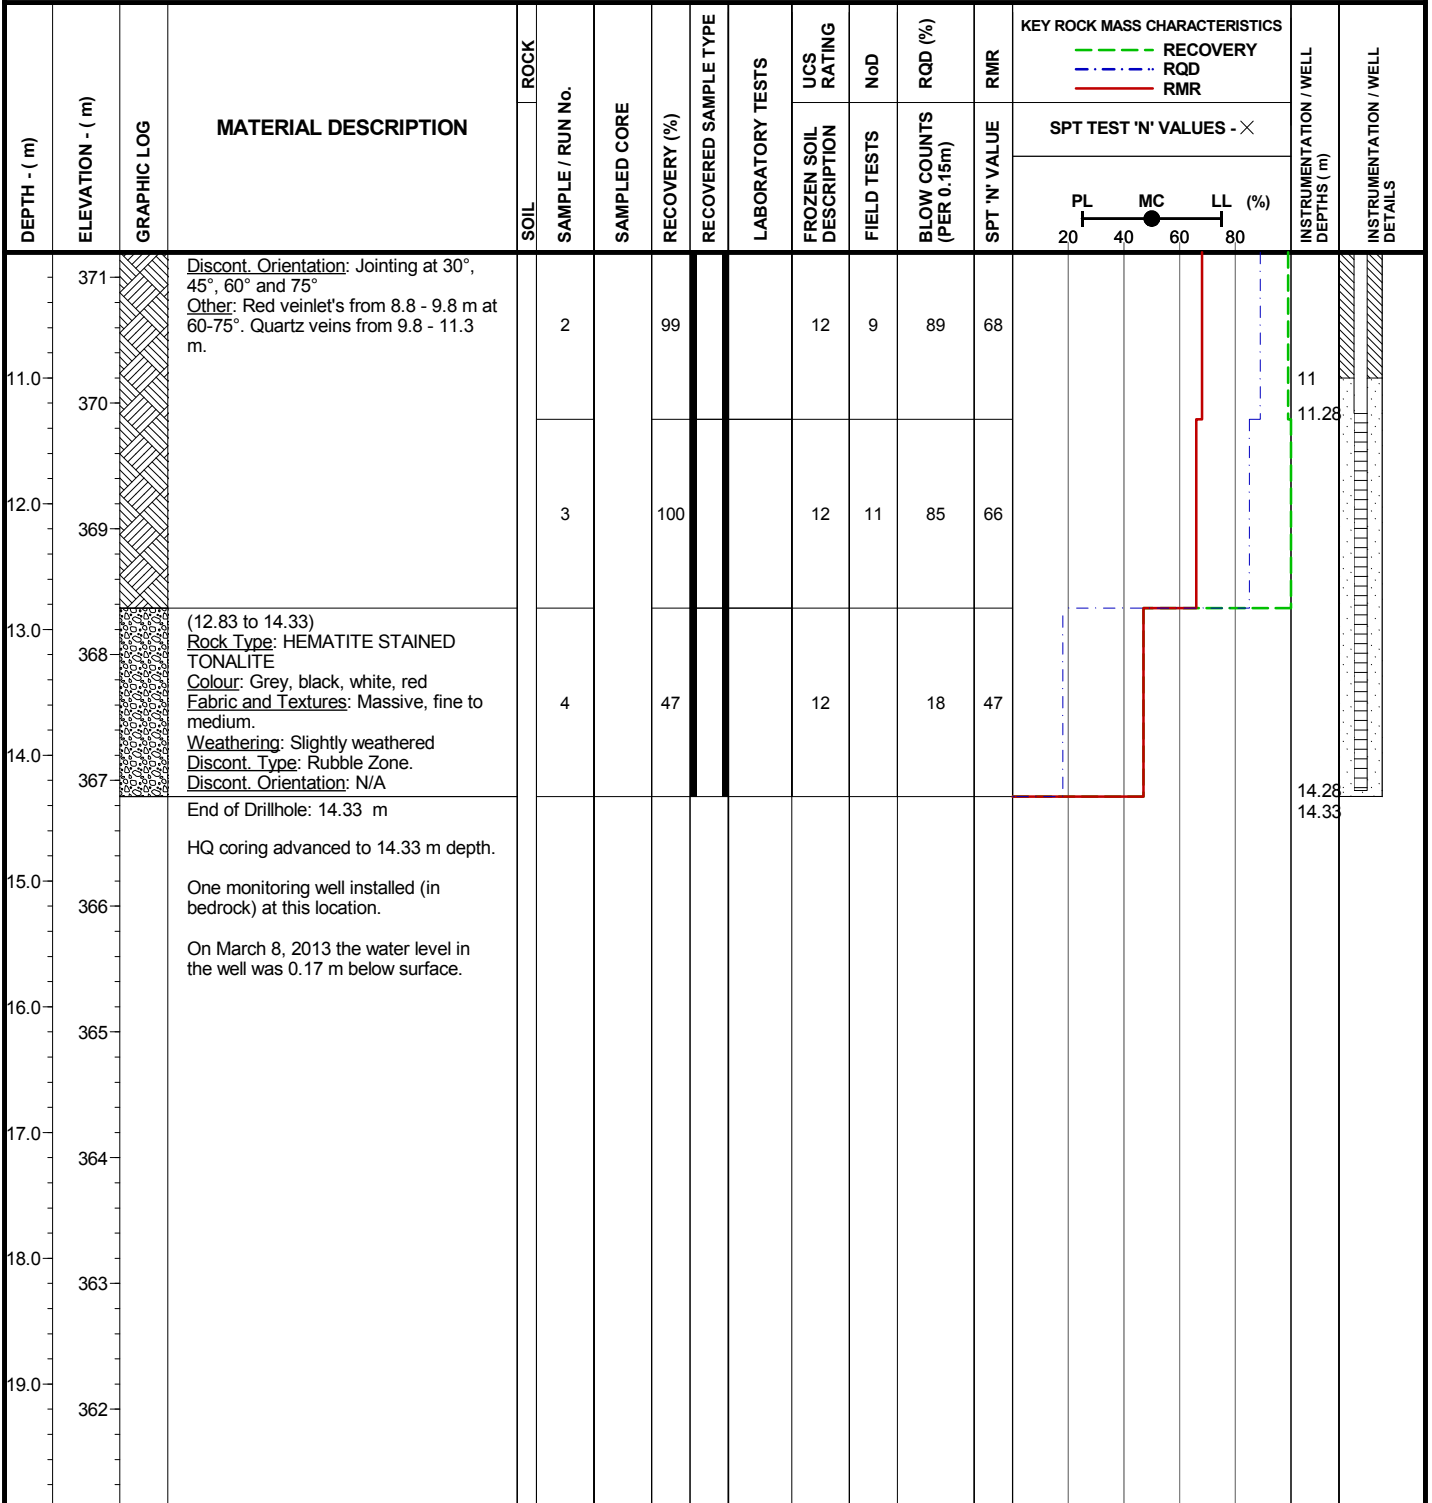 DEPTH - ( m)
ELEVATION - ( m)
GRAPHIC LOG
MATERIAL DESCRIPTION
SOIL
ROCK
SAMPLE / RUN No.
SAMPLED CORE
RECOVERY (%)
RECOVERED SAMPLE TYPE
LABORATORY TESTS
UCS
RATING
FROZEN SOIL
DESCRIPTION
NoD
FIELD TESTS
RQD (%)
BLOW COUNTS
(PER 0.15m)
RMR
SPT 'N' VALUE
KEY ROCK MASS CHARACTERISTICS
RECOVERY
RQD
RMR
SPT TEST 'N' VALUES - ×
PL MC LL (%)
20 40 60 80
INSTRUMENTATION / WELL
DEPTHS ( m)
INSTRUMENTATION / WELL
DETAILS
371
Discont. Orientation: Jointing at 30°,
45°, 60° and 75°
Other: Red veinlet's from 8.8 - 9.8 m at
60-75°. Quartz veins from 9.8 - 11.3
m.
2 99 12 9 89 68
11.0
11
370
11.28
12.0
3 100 12 11 85 66
369
(12.83 to 14.33)
13.0
Rock Type: HEMATITE STAINED
TONALITE
368
Colour: Grey, black, white, red
Fabric and Textures: Massive, fine to
medium.
4 47 12 18 47
Weathering: Slightly weathered
14.0
Discont. Type: Rubble Zone.
Discont. Orientation: N/A
367
14.28
14.33
End of Drillhole: 14.33 m
HQ coring advanced to 14.33 m depth.
15.0
One monitoring well installed (in
bedrock) at this location.
366
On March 8, 2013 the water level in
the well was 0.17 m below surface.
16.0
365
17.0
364
18.0
363
19.0
362